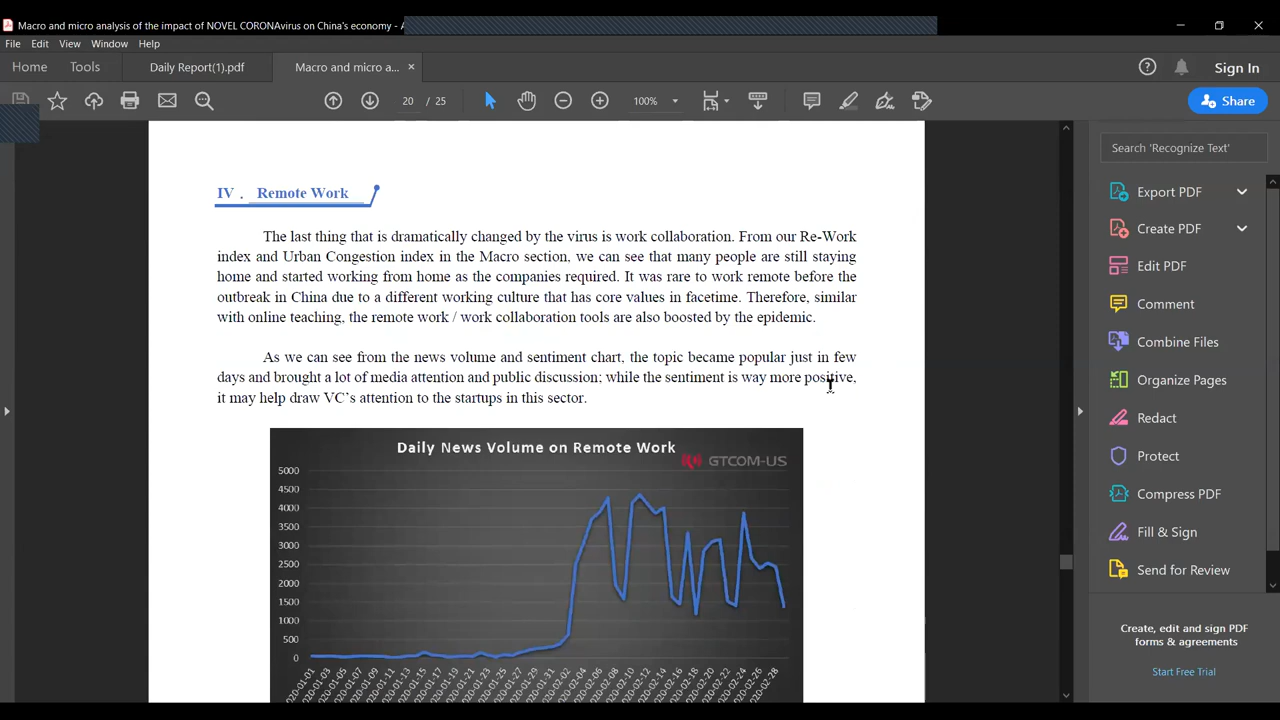 Macro and micro analysis of the impact of NOVEL CORONAvirus on China's economy - A
File Edit View Window Help
Home Tools Daily Report(1).pdf Macro and micro a... × Sign In
20 / 25 100% Share
Search 'Recognize Text'
IV . Remote Work
The last thing that is dramatically changed by the virus is work collaboration. From our Re-Work
index and Urban Congestion index in the Macro section, we can see that many people are still staying
home and started working from home as the companies required. It was rare to work remote before the
outbreak in China due to a different working culture that has core values in facetime. Therefore, similar
with online teaching, the remote work / work collaboration tools are also boosted by the epidemic.
As we can see from the news volume and sentiment chart, the topic became popular just in few
days and brought a lot of media attention and public discussion; while the sentiment is way more positive,
it may help draw VC's attention to the startups in this sector.
Daily News Volume on Remote Work
GTCOM-US
5000
4500
4000
3500
3000
2500
2000
1500
1000
500
0
Export PDF
Create PDF
Edit PDF
Comment
Combine Files
Organize Pages
Redact
Protect
Compress PDF
Fill & Sign
Send for Review
Create, edit and sign PDF
forms & agreements
Start Free Trial